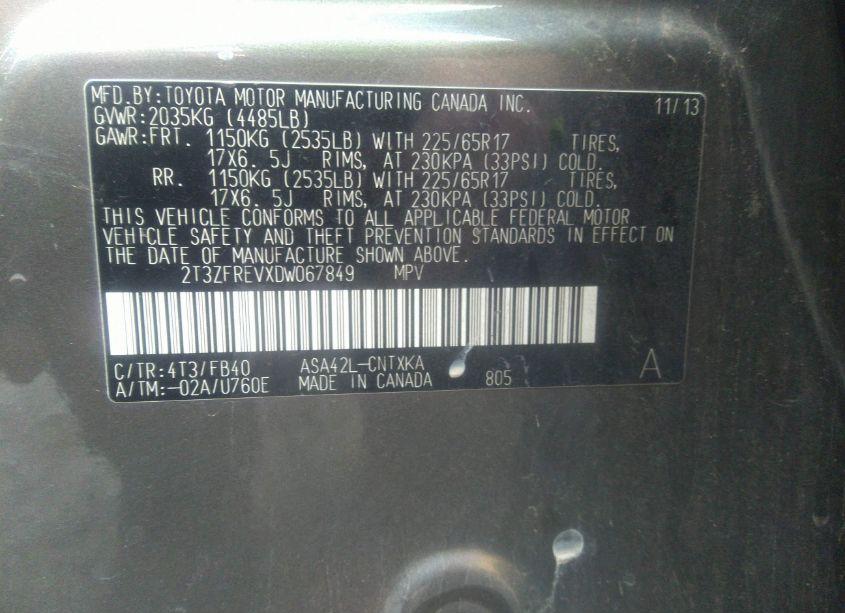 MFD.BY:TOYOTA MOTOR MANUFACTURING CANADA INC. 11/13
GVWR:2035KG (4485LB)
GAWR:FRT. 1150KG (2535LB) WITH 225/65R17 TIRES,
17X6. 5J RIMS, AT 230KPA (33PSI) COLD.
RR. 1150KG (2535LB) WITH 225/65R17 TIRES,
17X6. 5J RIMS, AT 230KPA (33PSI) COLD.
THIS VEHICLE CONFORMS TO ALL APPLICABLE FEDERAL MOTOR
VEHICLE SAFETY AND THEFT PREVENTION STANDARDS IN EFFECT ON
THE DATE OF MANUFACTURE SHOWN ABOVE.
2T3ZFREVXDW067849 MPV
C/TR:4T3/FB40 ASA42L-CNTXKA A
A/TM:-02A/U760E MADE IN CANADA 805